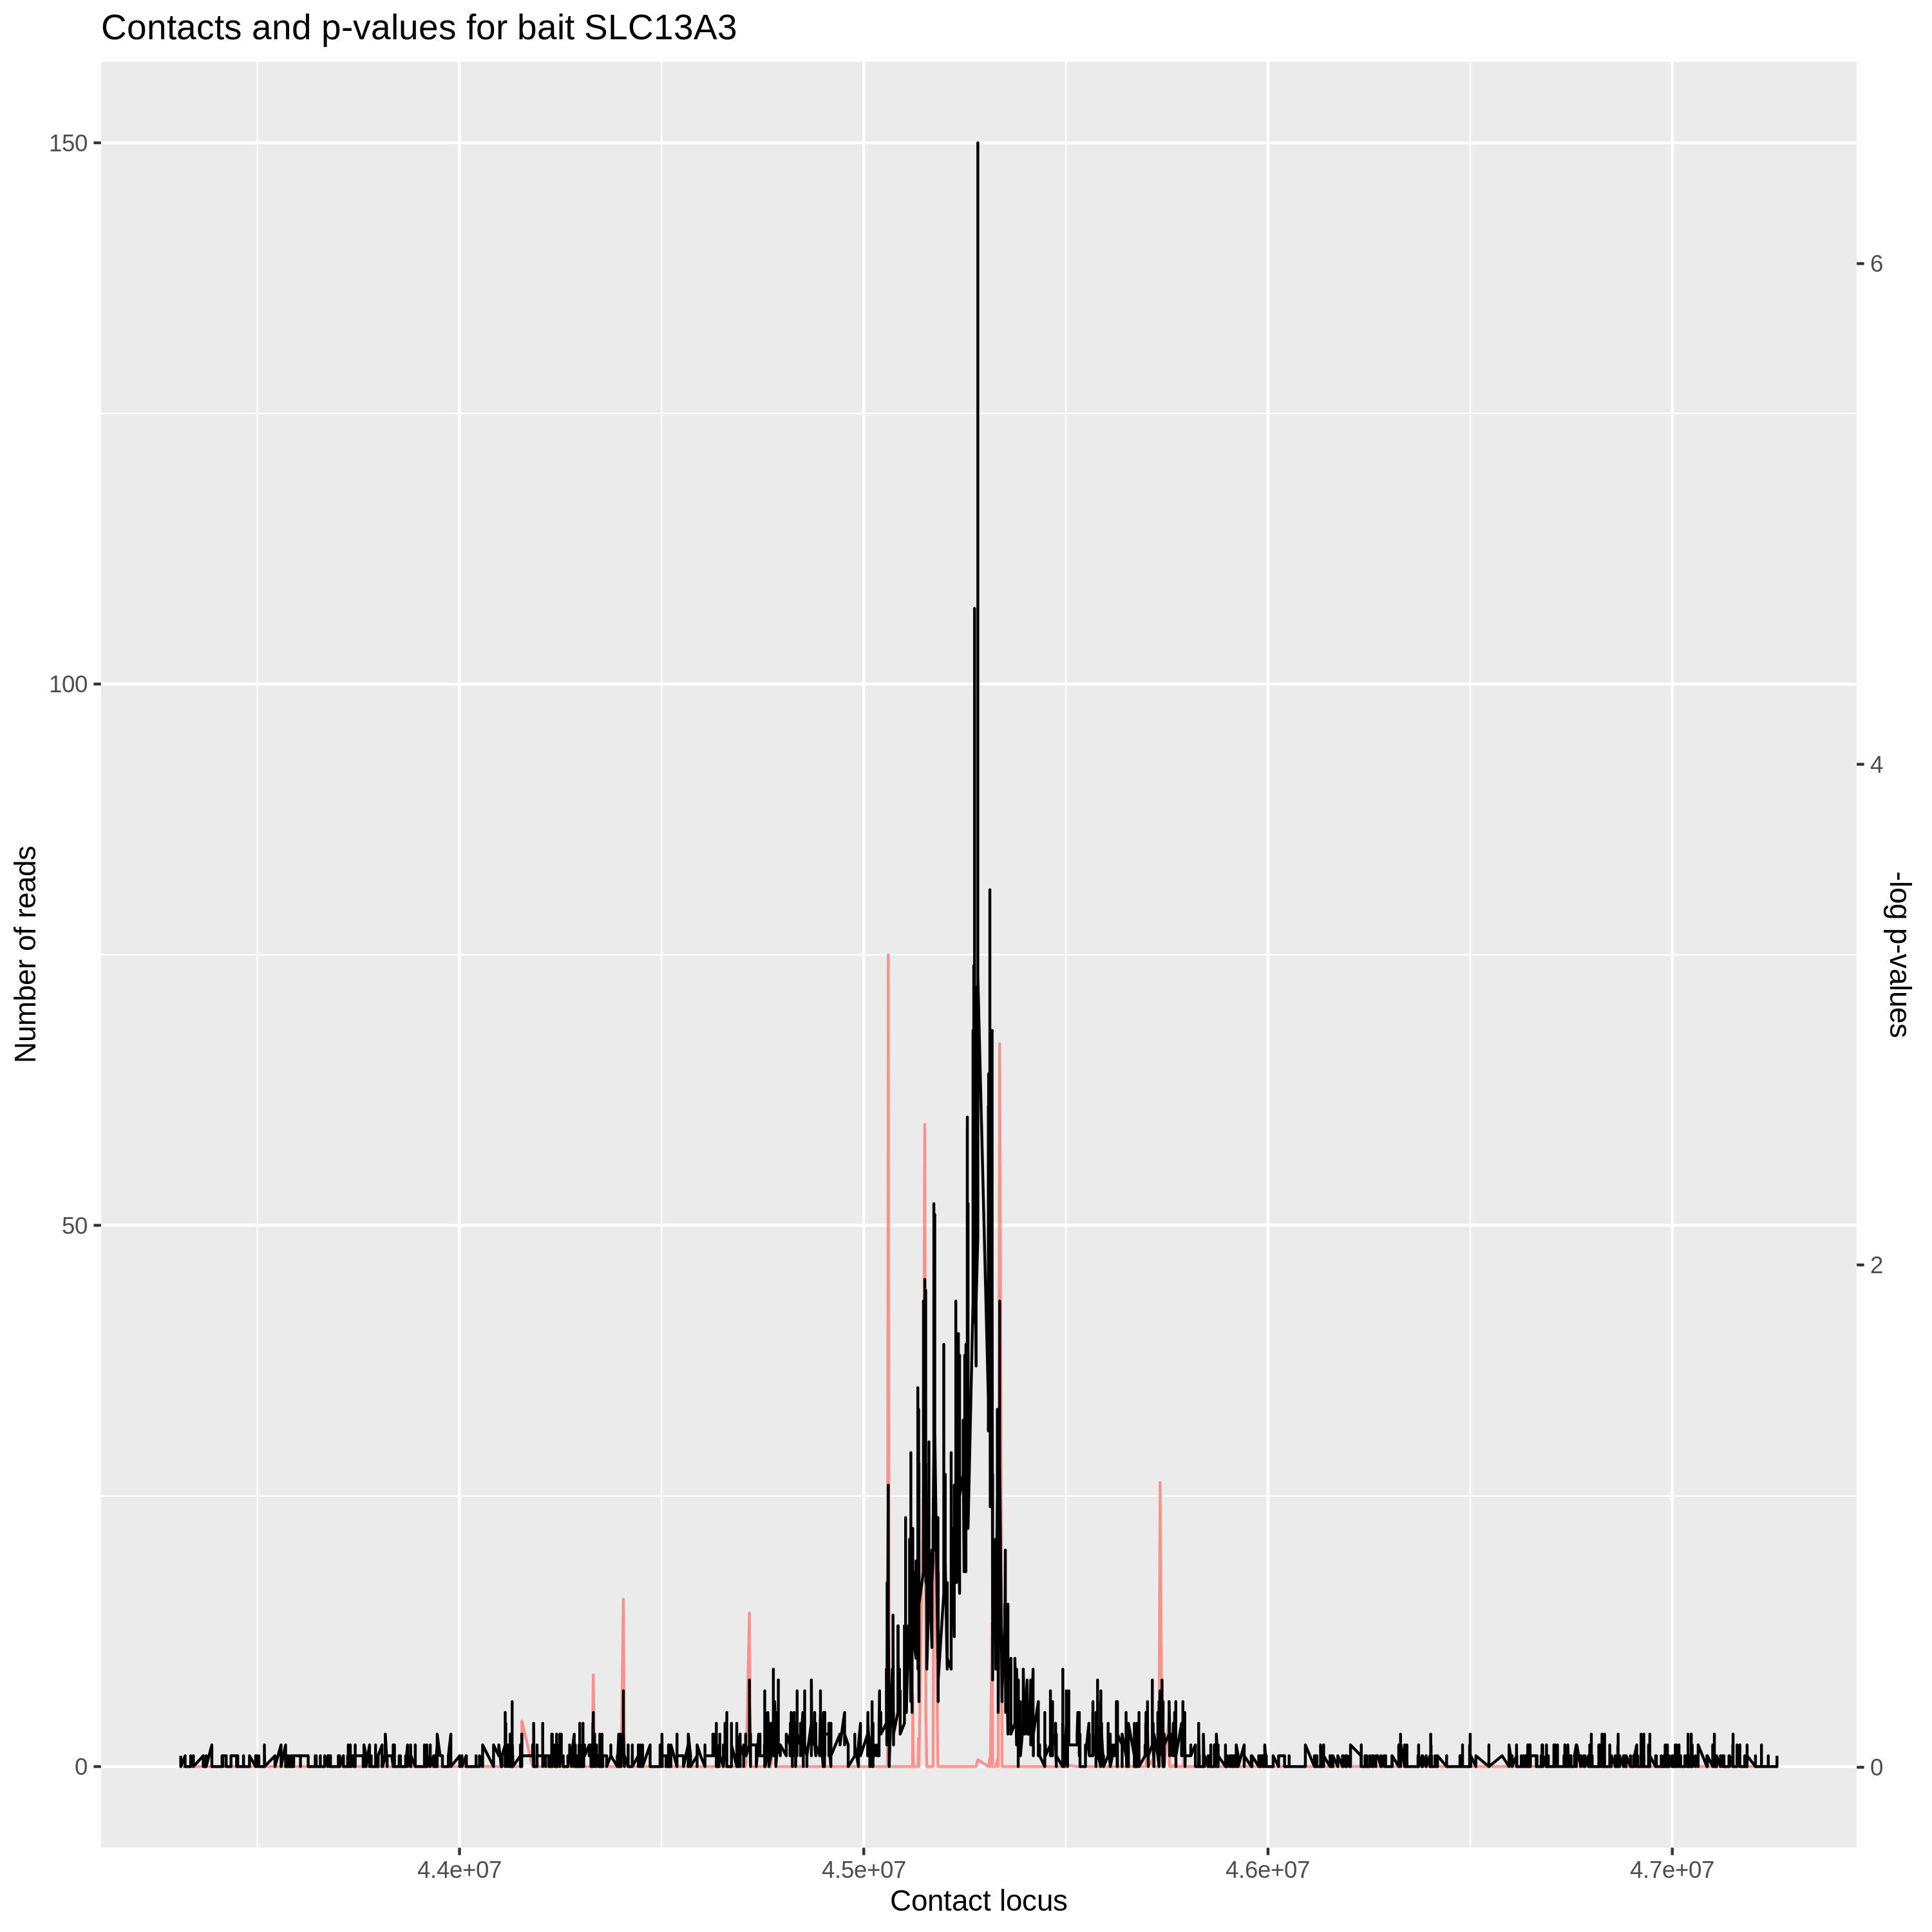 Contacts and p-values for bait SLC13A3
150
100
50
0
Number of reads
6
4
2
0
-log p-values
4.4e+07
4.5e+07
4.6e+07
4.7e+07
Contact locus